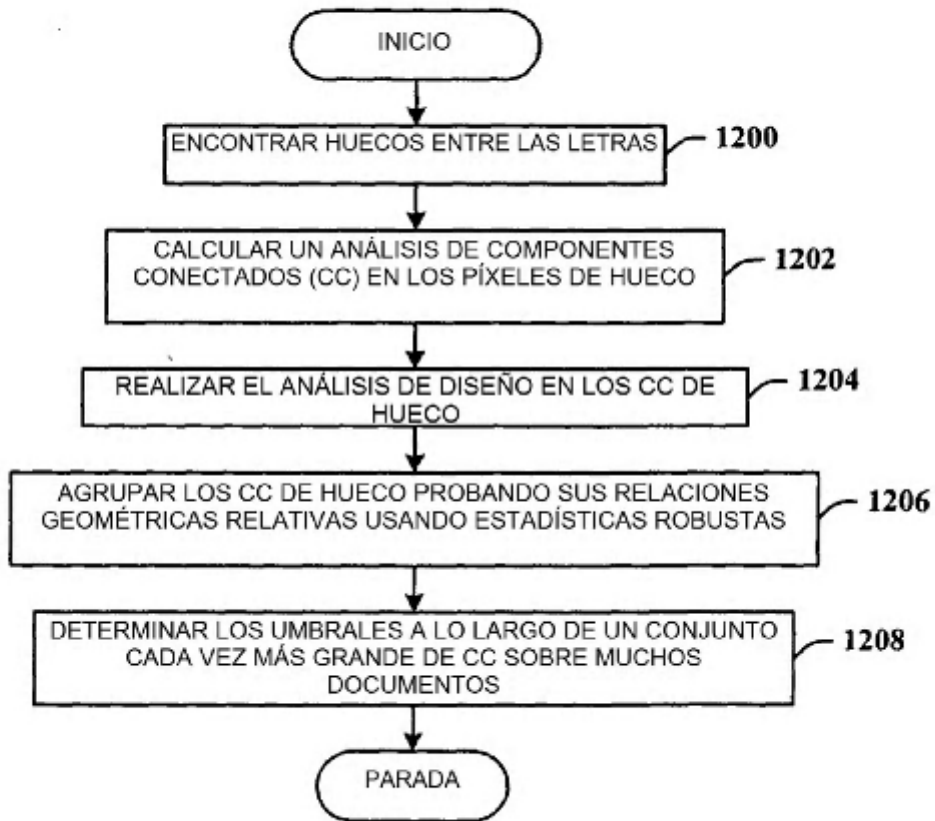 INICIO
ENCONTRAR HUECOS ENTRE LAS LETRAS
1200
CALCULAR UN ANÁLISIS DE COMPONENTES
CONECTADOS (CC) EN LOS PÍXELES DE HUECO
1202
REALIZAR EL ANÁLISIS DE DISEÑO EN LOS CC DE
HUECO
1204
AGRUPAR LOS CC DE HUECO PROBANDO SUS RELACIONES
GEOMÉTRICAS RELATIVAS USANDO ESTADÍSTICAS ROBUSTAS
1206
DETERMINAR LOS UMBRALES A LO LARGO DE UN CONJUNTO
CADA VEZ MÁS GRANDE DE CC SOBRE MUCHOS
DOCUMENTOS
1208
PARADA